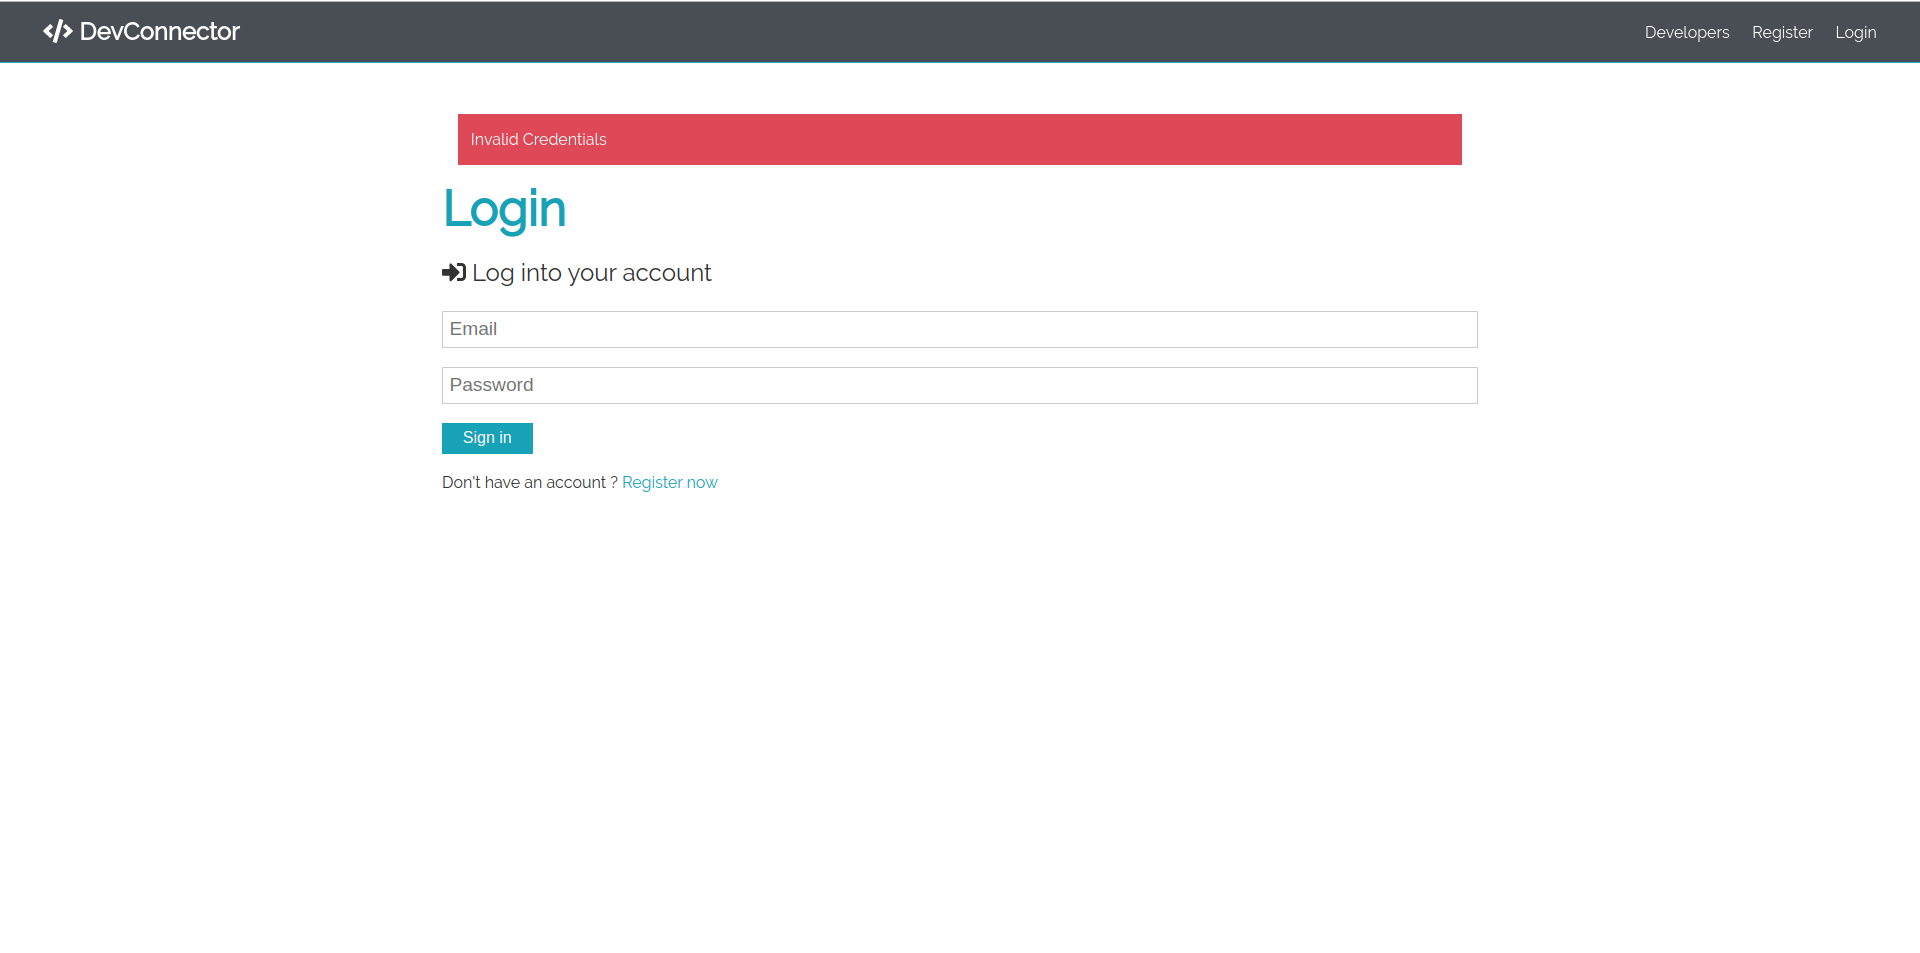 DevConnector
Developers Register Login
Invalid Credentials
Login
Log into your account
Email
Password
Sign in
Don't have an account ? Register now